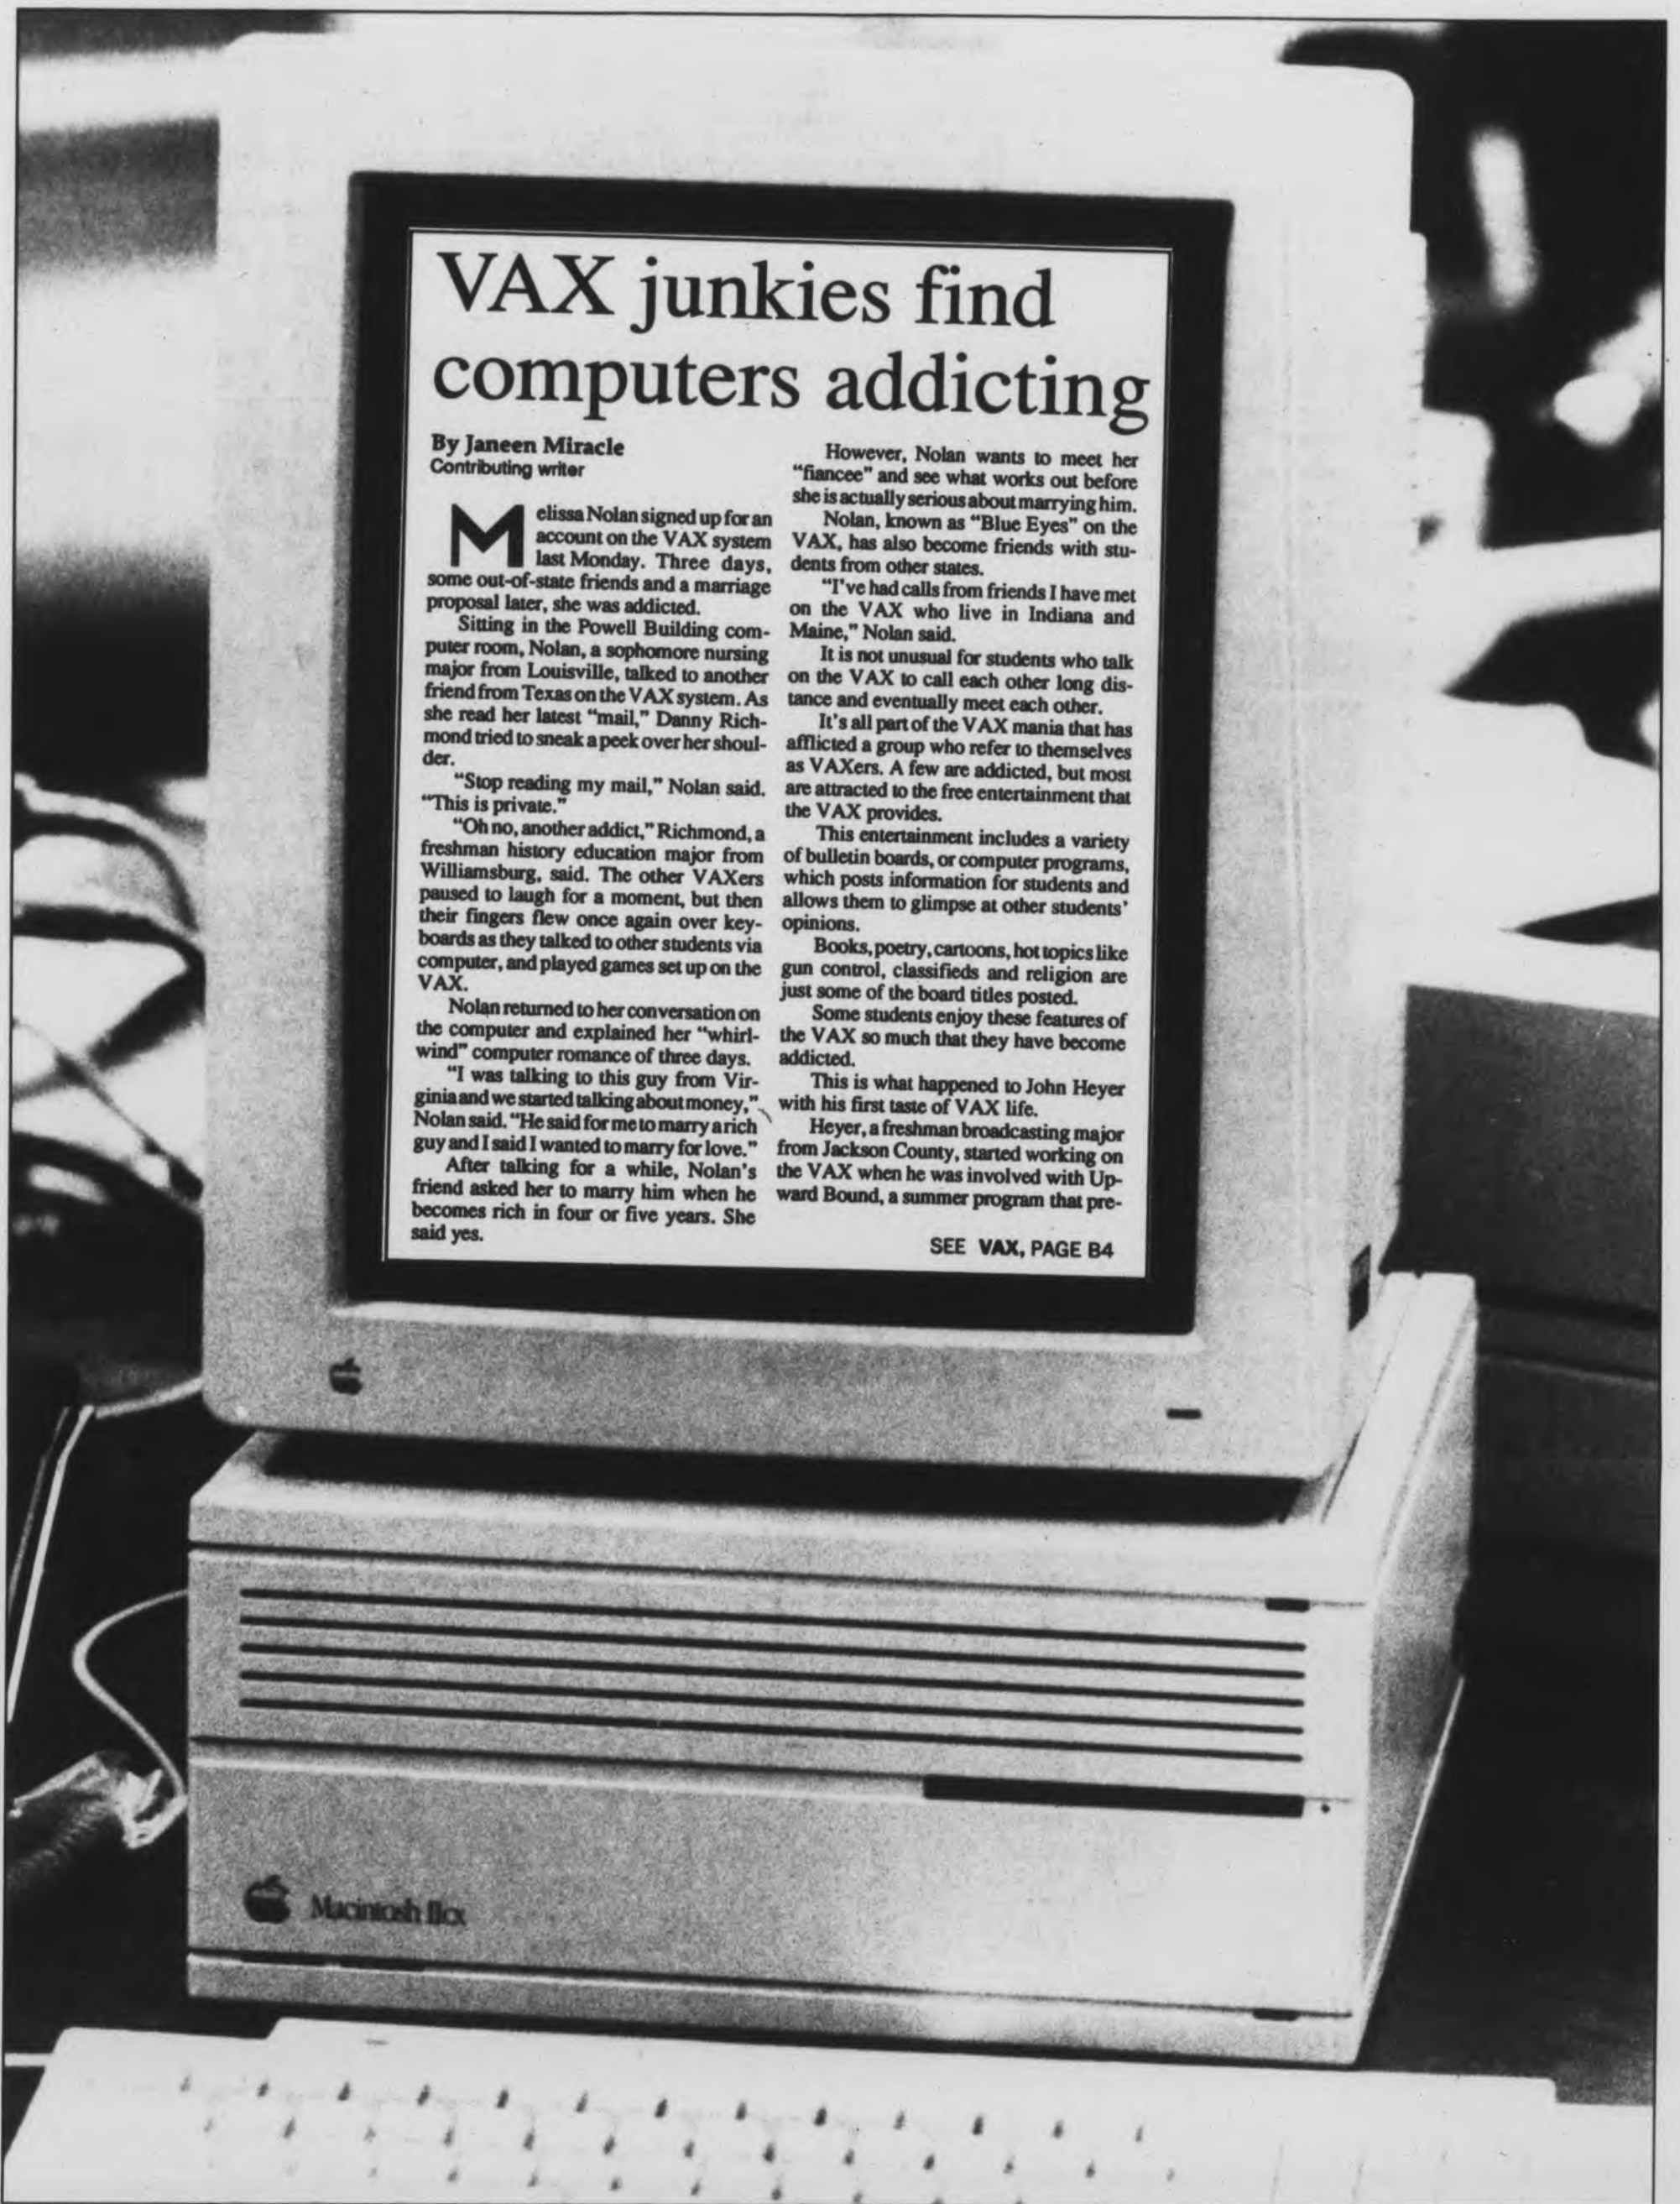 VAX junkies find
computers addicting
By Janeen Miracle
Contributing writer
Melissa Nolan signed up for an
account on the VAX system
last Monday. Three days,
some out-of-state friends and a marriage
proposal later, she was addicted.
Sitting in the Powell Building com-
puter room, Nolan, a sophomore nursing
major from Louisville, talked to another
friend from Texas on the VAX system. As
she read her latest “mail,” Danny Rich-
mond tried to sneak a peek over her shoul-
der.
“Stop reading my mail,” Nolan said.
“This is private.”
“Oh no, another addict,” Richmond, a
freshman history education major from
Williamsburg, said. The other VAXers
paused to laugh for a moment, but then
their fingers flew once again over key-
boards as they talked to other students via
computer, and played games set up on the
VAX.
Nolan returned to her conversation on
the computer and explained her “whirl-
wind” computer romance of three days.
“I was talking to this guy from Vir-
ginia and we started talking about money,”
Nolan said. “He said for me to marry a rich
guy and I said I wanted to marry for love.”
After talking for a while, Nolan's
friend asked her to marry him when he
becomes rich in four or five years. She
said yes.
However, Nolan wants to meet her
“fiancee” and see what works out before
she is actually serious about marrying him.
Nolan, known as “Blue Eyes” on the
VAX, has also become friends with stu-
dents from other states.
“I've had calls from friends I have met
on the VAX who live in Indiana and
Maine,” Nolan said.
It is not unusual for students who talk
on the VAX to call each other long dis-
tance and eventually meet each other.
It's all part of the VAX mania that has
afflicted a group who refer to themselves
as VAXers. A few are addicted, but most
are attracted to the free entertainment that
the VAX provides.
This entertainment includes a variety
of bulletin boards, or computer programs,
which posts information for students and
allows them to glimpse at other students'
opinions.
Books, poetry, cartoons, hot topics like
gun control, classifieds and religion are
just some of the board titles posted.
Some students enjoy these features of
the VAX so much that they have become
addicted.
This is what happened to John Heyer
with his first taste of VAX life.
Heyer, a freshman broadcasting major
from Jackson County, started working on
the VAX when he was involved with Up-
ward Bound, a summer program that pre-
SEE VAX, PAGE B4
Macintosh IIcx